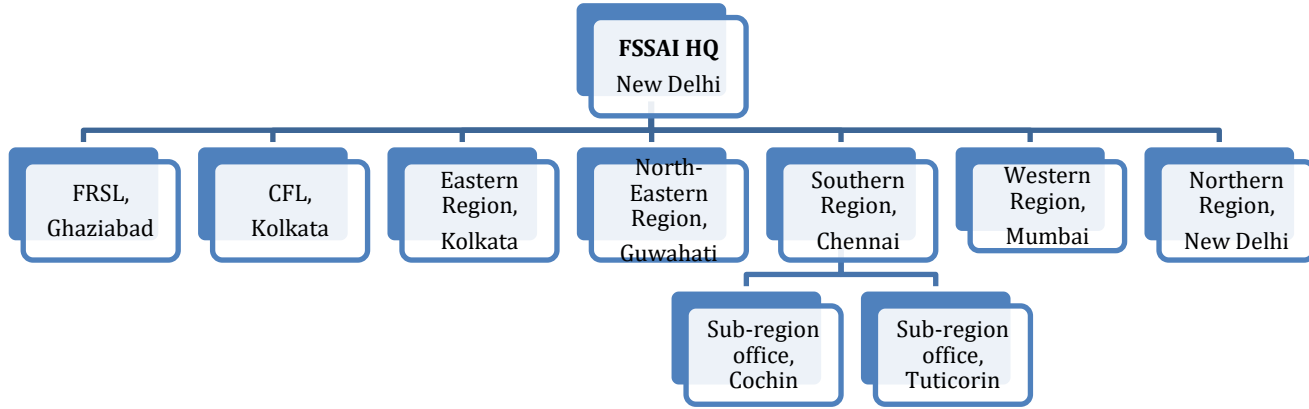 FSSAI HQ
New Delhi
FRSL,
Ghaziabad
CFL,
Kolkata
Eastern
Region,
Kolkata
North-
Eastern
Region,
Guwahati
Southern
Region,
Chennai
Western
Region,
Mumbai
Northern
Region,
New Delhi
Sub-region
office,
Cochin
Sub-region
office,
Tuticorin